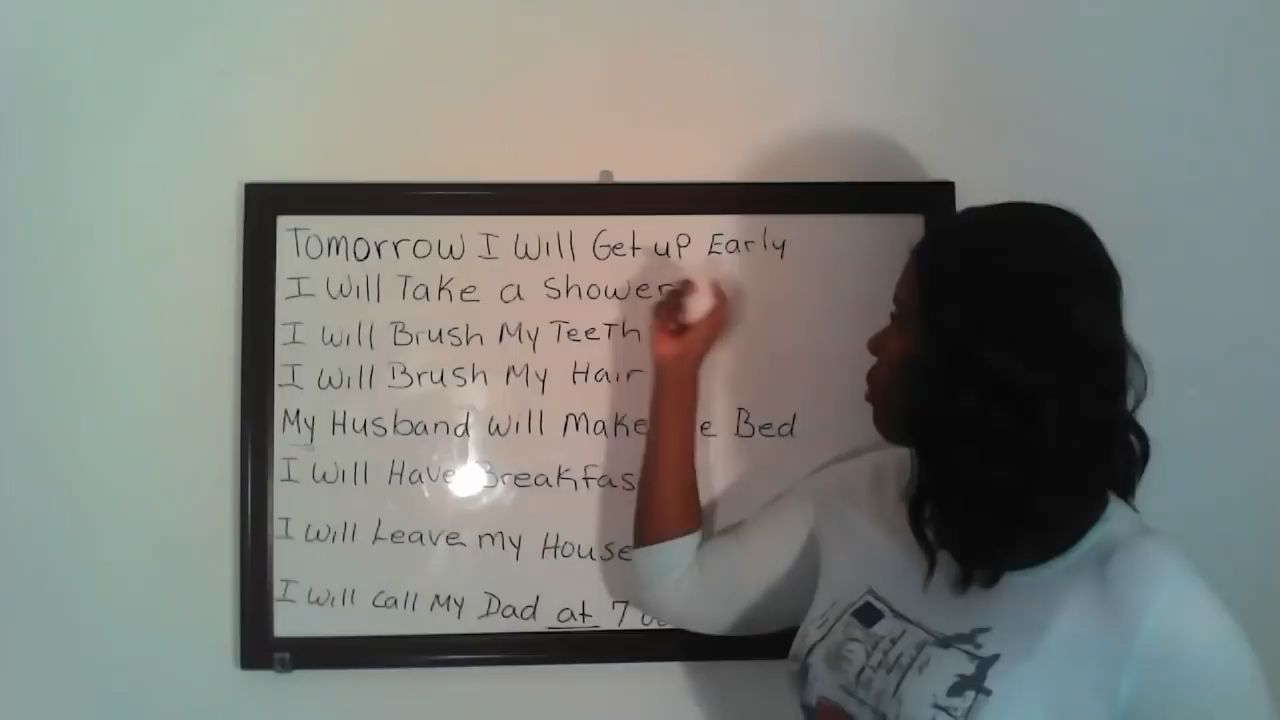 Tomorrow I Will Get up Early
I Will Take a Shower
I will Brush My Teeth
I will Brush My Hair
My Husband will Make Bed
I will Have
I will Leave my House
I will call My Dad at 7